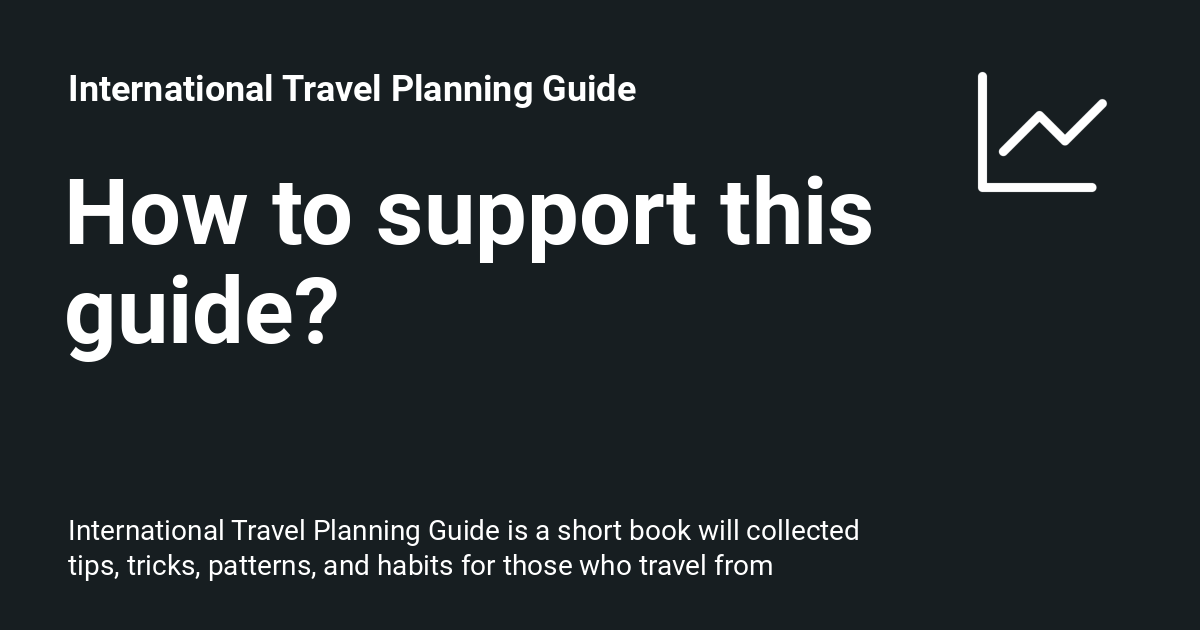 International Travel Planning Guide
How to support this
guide?
International Travel Planning Guide is a short book will collected
tips, tricks, patterns, and habits for those who travel from